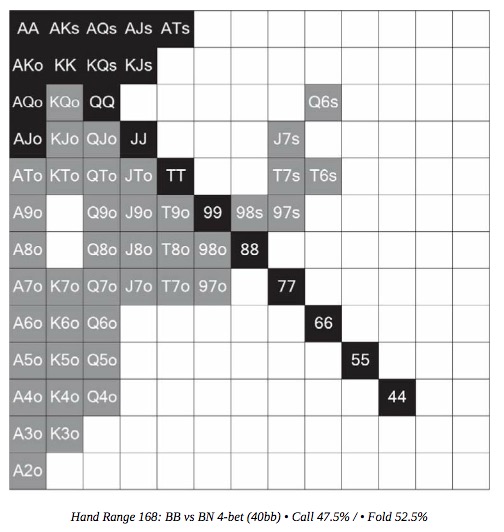 AA AKs AQs AJs ATs
AKo KK KQs KJs
AQo KQo QQ Q6s
AJo KJo QJo JJ J7s
ATo KTo QTo JTo TT T7s T6s
A9o Q9o J9o T9o 99 98s 97s
A8o Q8o J8o T8o 98o 88
A7o K7o Q7o J7o T7o 97o 77
A6o K6o Q6o 66
A5o K5o Q5o 55
A4o K4o Q4o 44
A3o K3o
A2o
Hand Range 168: BB vs BN 4-bet (40bb) • Call 47.5% / • Fold 52.5%